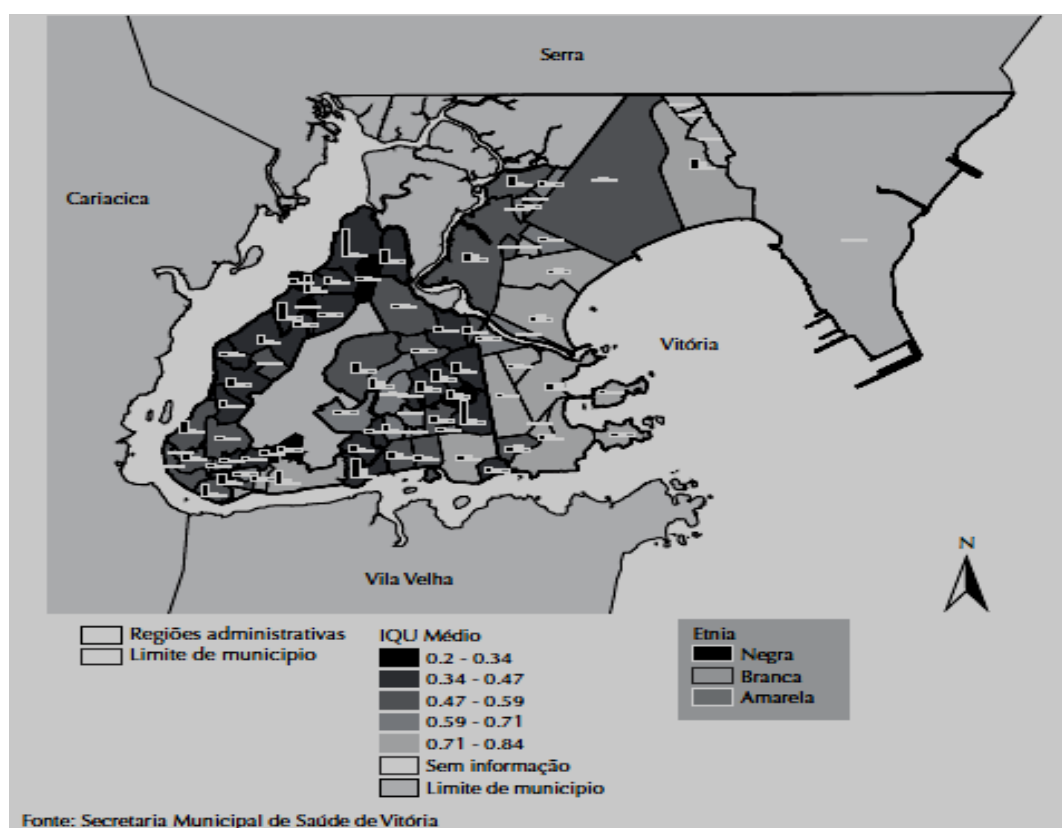 Serra
Cariacica
Vitória
Vila Velha
N
Regiões administrativas
Limite de municipio
IQU Médio
0.2 - 0.34
0.34 - 0.47
0.47 - 0.59
0.59 - 0.71
0.71 - 0.84
Sem informação
Limite de municipio
Etnia
Negra
Branca
Amarela
Fonte: Secretaria Municipal de Saúde de Vitória